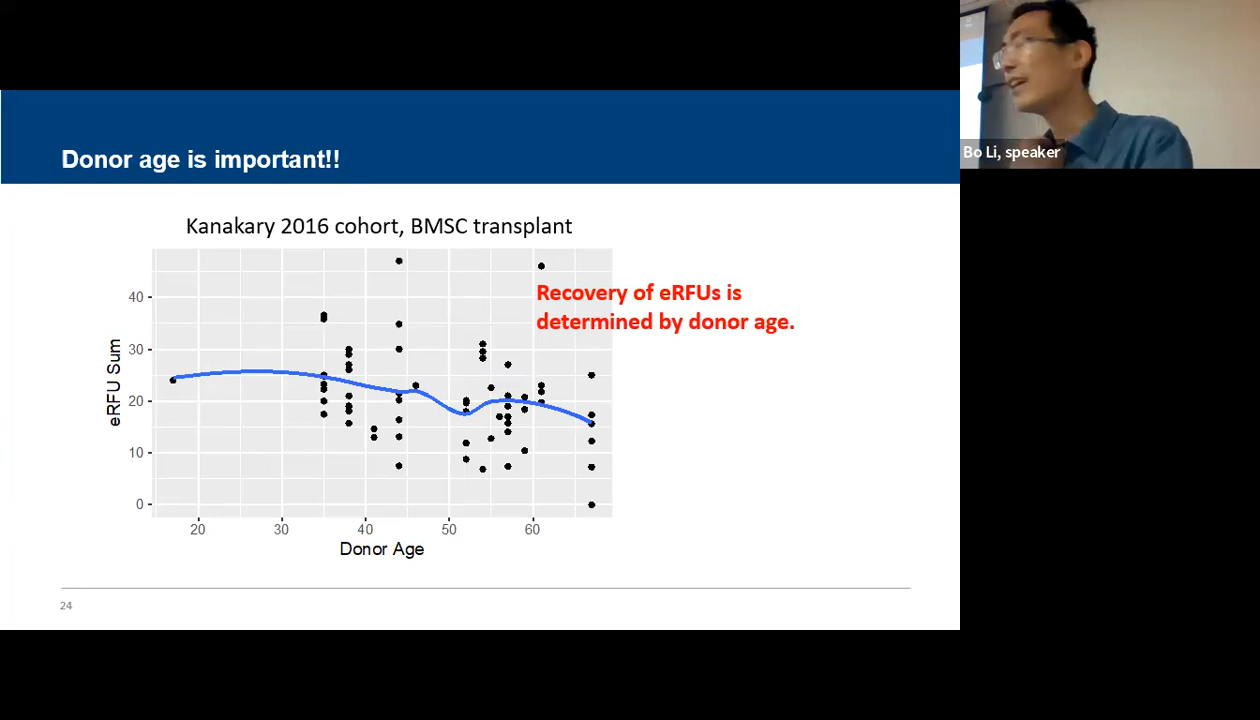 Donor age is important!!
Bo Li, speaker
Kanakary 2016 cohort, BMSC transplant
Recovery of eRFUs is
determined by donor age.
eRFU Sum
40
30
20
10
0
20 30 40 50 60
Donor Age
24